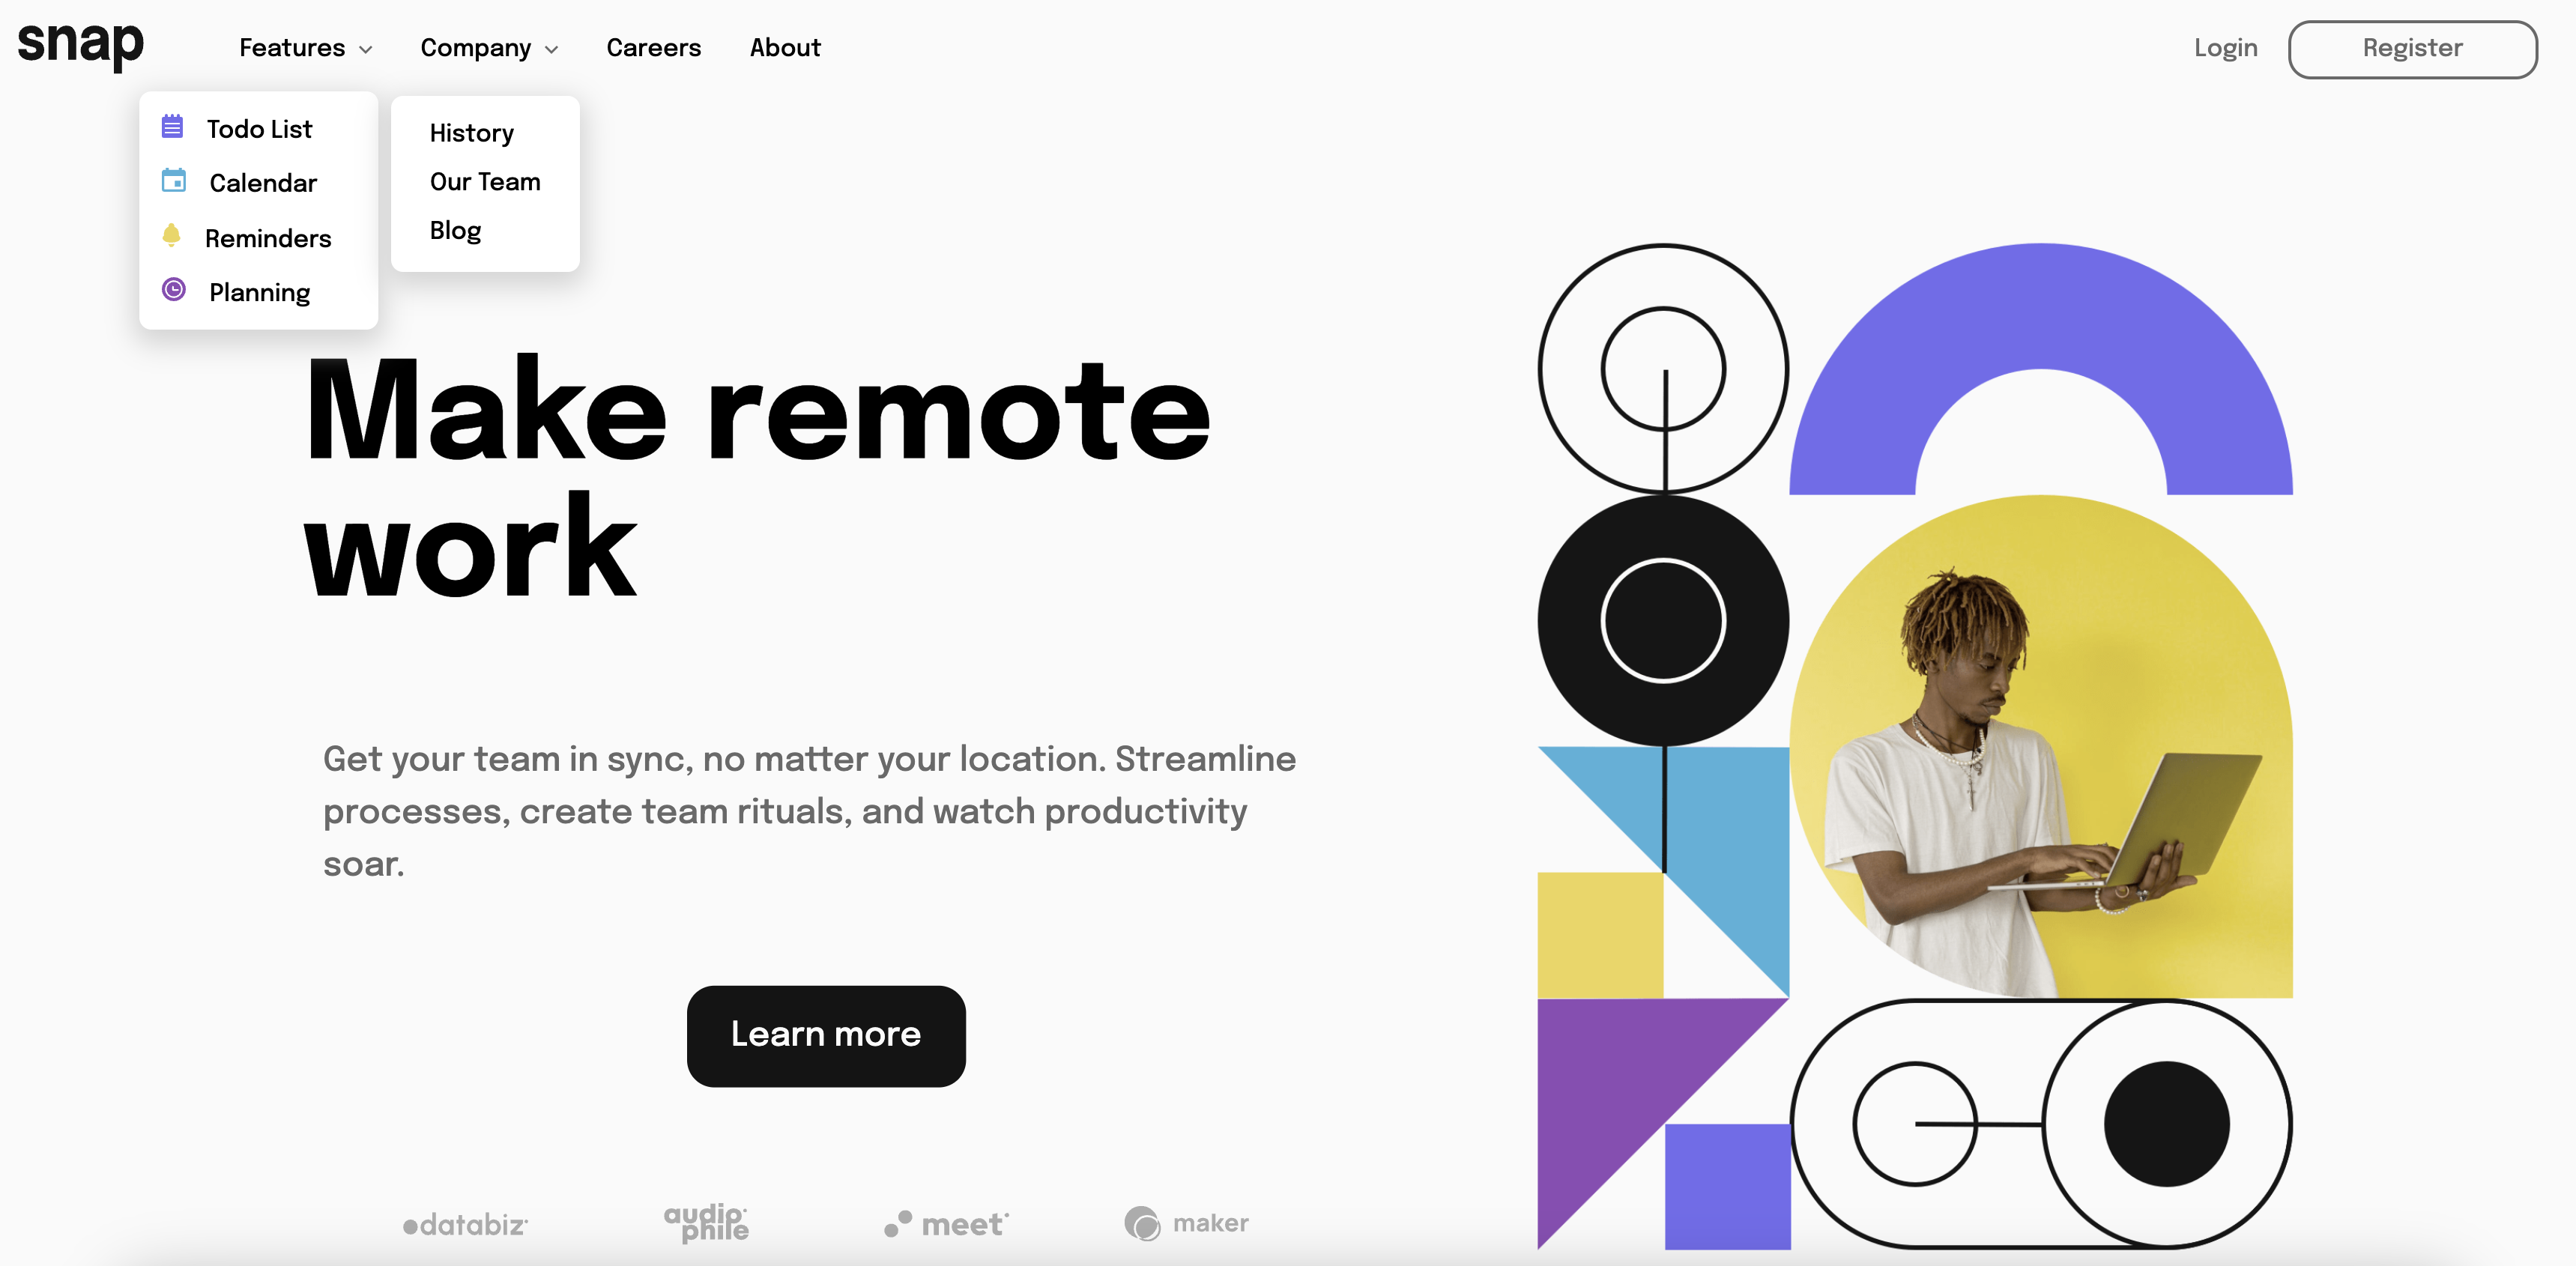 snap
Features
Company
Careers
About
Login
Register
Todo List
Calendar
Reminders
Planning
History
Our Team
Blog
Make remote
work
Get your team in sync, no matter your location. Streamline
processes, create team rituals, and watch productivity
soar.
Learn more
databiz
audio
phile
meet
maker